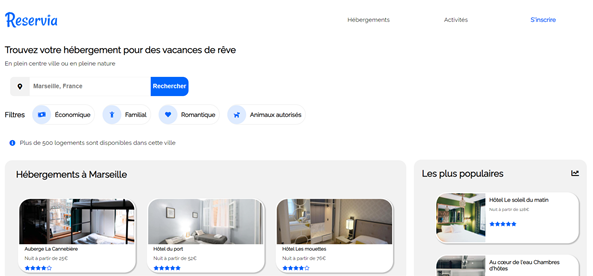 Reservia
Hebergements
Activités
S'inscrire
Trouvez votre hébergement pour des vacances de rêve
En plein centre ville ou en pleine nature
Marseille, France
Rechercher
Filtres
Économique
Familial
Romantique
Animaux autorisés
Plus de 500 logements sont disponibles dans cette ville
Hébergements à Marseille
Auberge La Cannebière
Nuit à partir de 25€
Hôtel du port
Nuit à partir de 52€
Hôtel Les mouettes
Nuit à partir de 76€
Les plus populaires
Hôtel Le soleil du matin
Nuit à partir de 128€
Au cœur de l'eau Chambres
d'hôtes